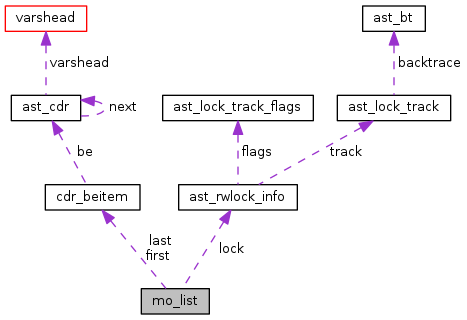 varshead
ast_bt
varshead
backtrace
ast_cdr
next
ast_lock_track_flags
ast_lock_track
be
flags
track
cdr_beitem
ast_rwlock_info
last
first
lock
mo_list